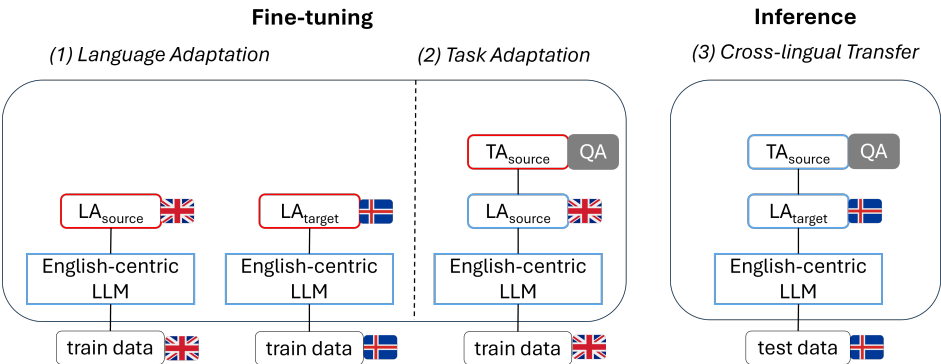 Fine-tuning
Inference
(1) Language Adaptation
(2) Task Adaptation
(3) Cross-lingual Transfer
TAsource
QA
TAsource
QA
LAsource
LAtarget
LAsource
LAtarget
English-centric
LLM
English-centric
LLM
English-centric
LLM
English-centric
LLM
train data
train data
train data
test data